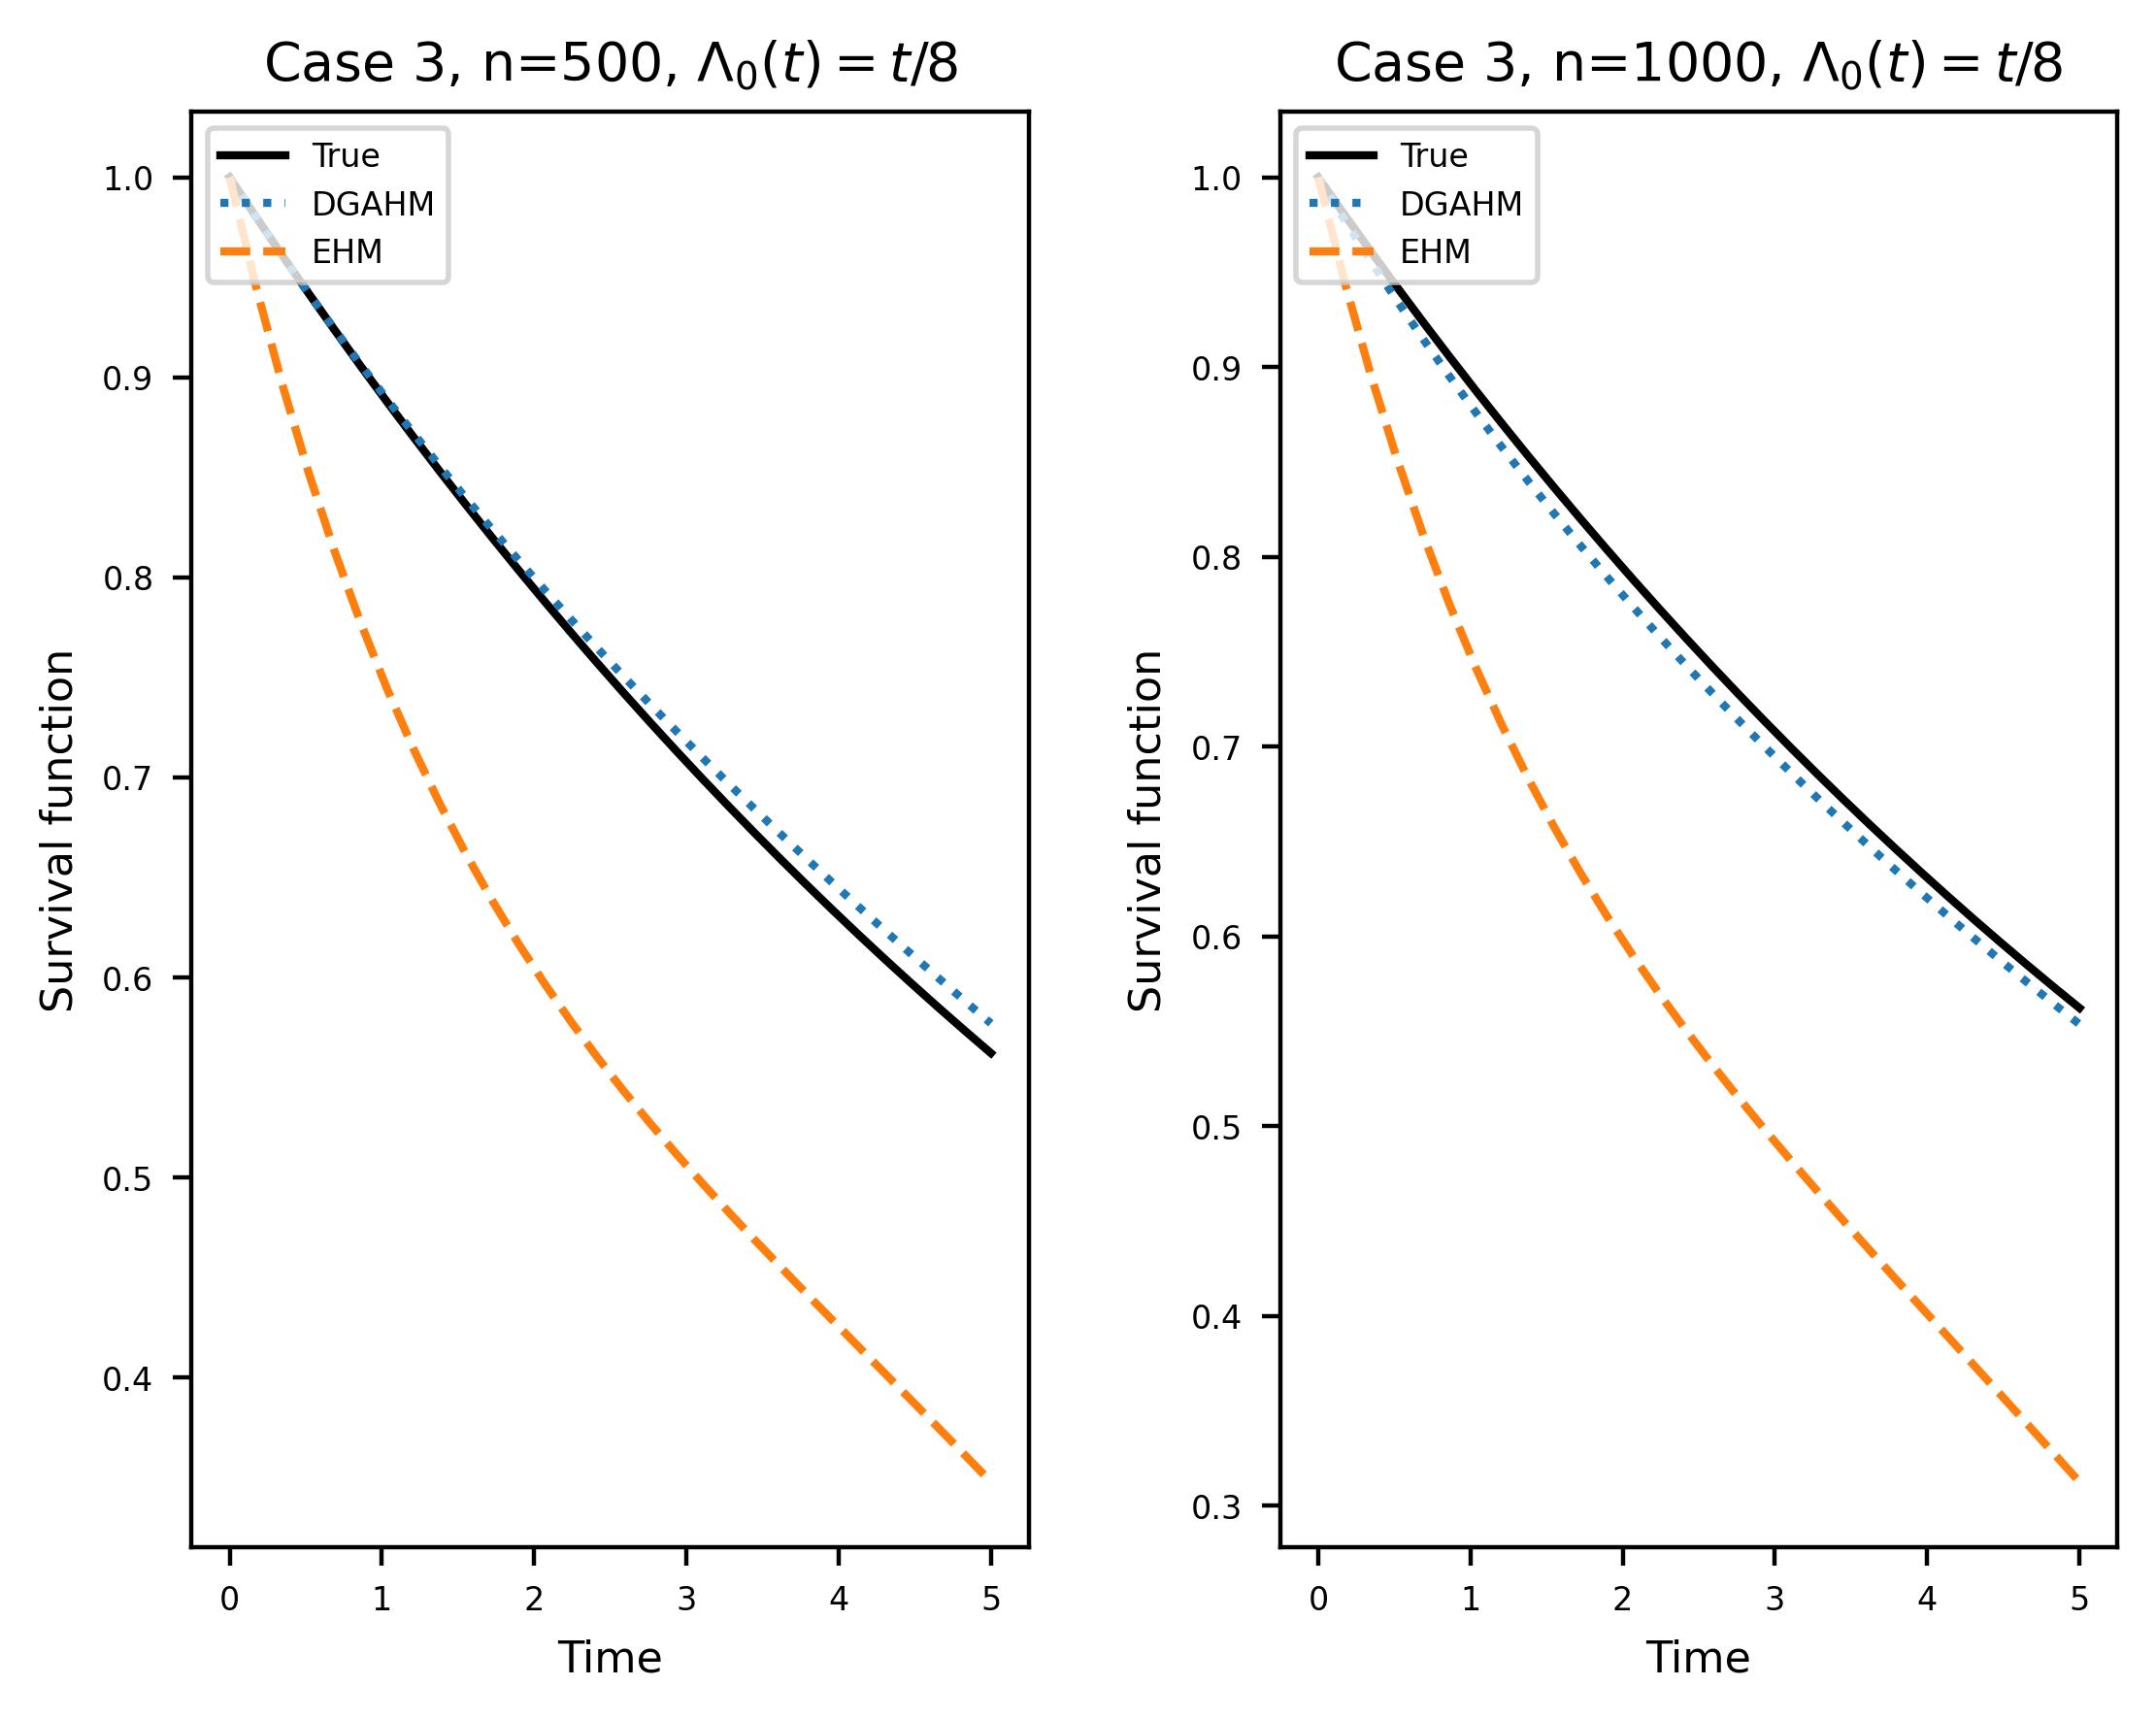 Case 3, n=500, Λ₀(t) = t/8
True
DGAHM
EHM
Survival function
1.0
0.9
0.8
0.7
0.6
0.5
0.4
0 1 2 3 4 5
Time
Case 3, n=1000, Λ₀(t) = t/8
True
DGAHM
EHM
Survival function
1.0
0.9
0.8
0.7
0.6
0.5
0.4
0.3
0 1 2 3 4 5
Time